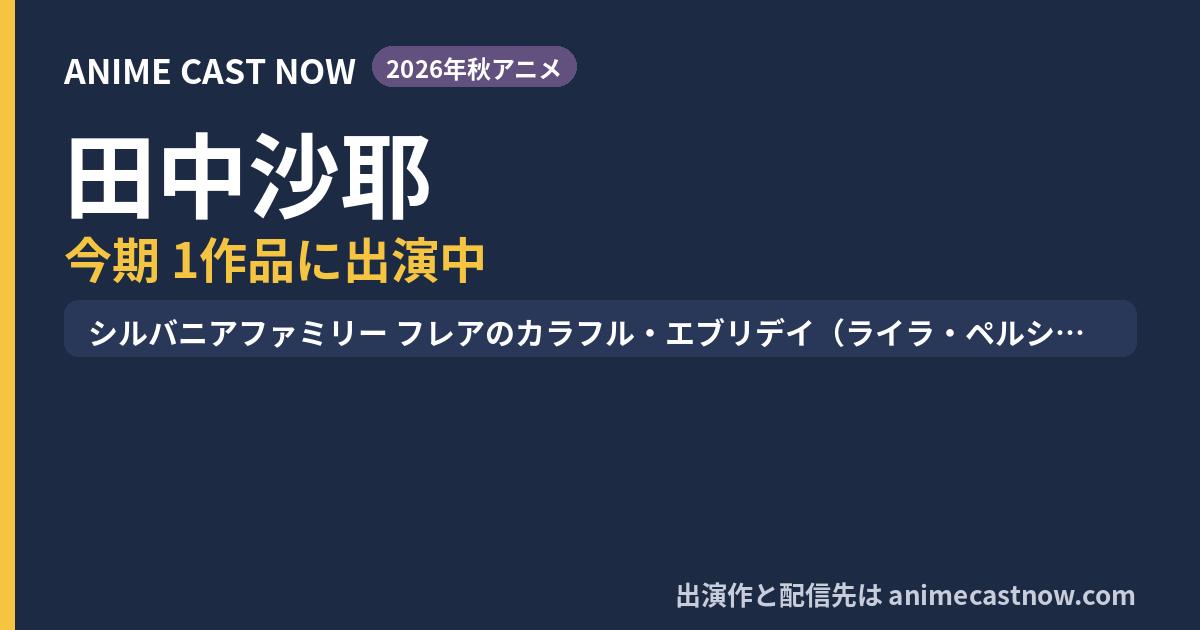 ANIME CAST NOW 2026年秋アニメ
田中沙耶
今期 1作品に出演中
シルバニアファミリー フレアのカラフル・エブリデイ（ライラ・ペルシ…
出演作と配信先は animecastnow.com